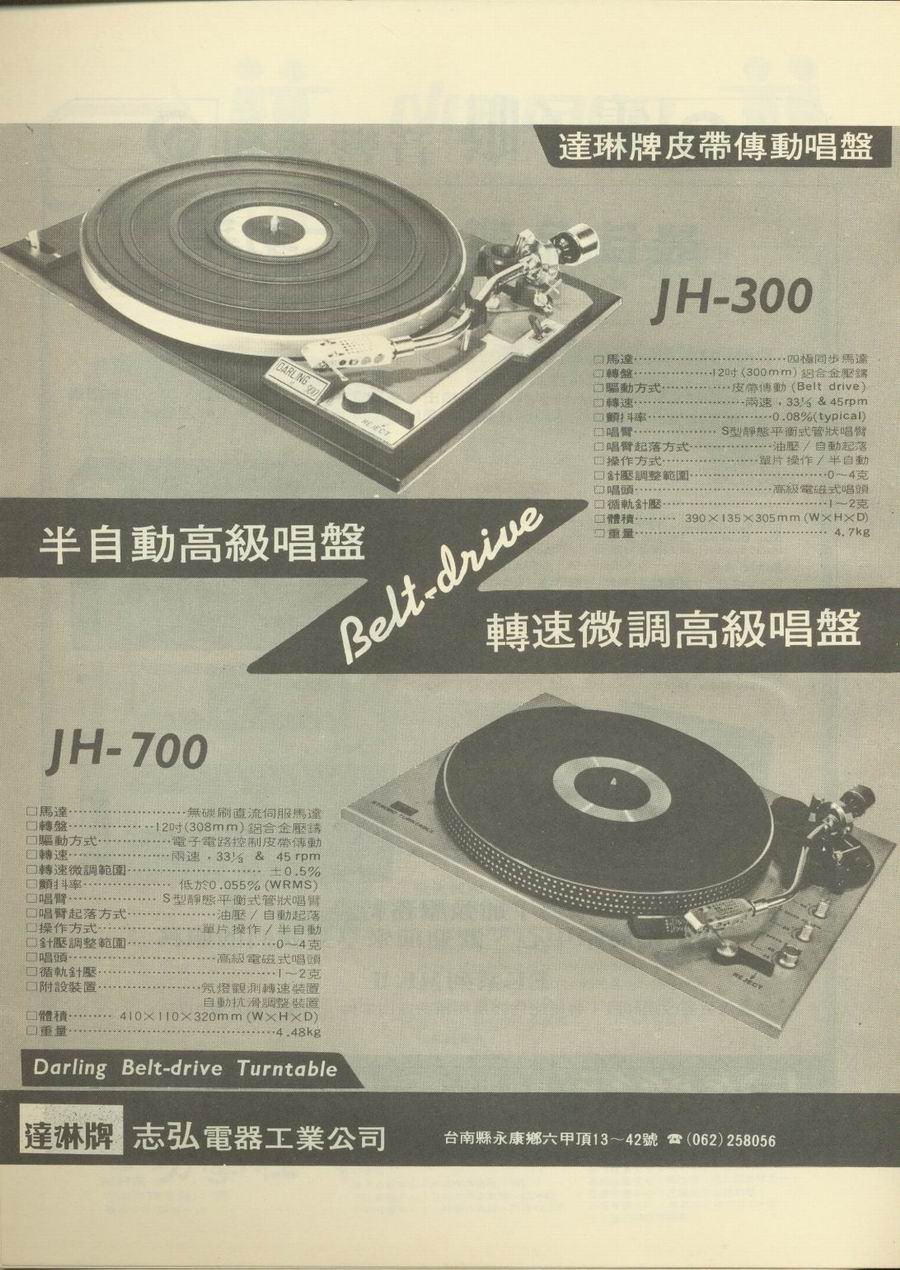 達琳牌皮帶傳動唱盤
JH-300
□馬達……四極同步馬達
□轉盤……12吋(300mm)鋁合金壓鑄
□驅動方式……皮帶傳動(Belt drive)
□轉速……兩速，33⅓ & 45rpm
□顫抖率……0.08%(typical)
□唱臂……S型靜態平衡式管狀唱臂
□唱臂起落方式……油壓/自動起落
□操作方式……單片操作/半自動
□針壓調整範圍……0～4克
□唱頭……高級電磁式唱頭
□循軌針壓……1～2克
□體積……390×135×305mm(W×H×D)
□重量……4.7kg
DARLING
REJECT
半自動高級唱盤
Belt-drive
轉速微調高級唱盤
JH-700
□馬達……無碳刷直流伺服馬達
□轉盤……12吋(308mm)鋁合金壓鑄
□驅動方式……電子電路控制皮帶傳動
□轉速……兩速，33⅓ & 45 rpm
□轉速微調範圍……±0.5%
□顫抖率……低於0.055%(WRMS)
□唱臂……S型靜態平衡式管狀唱臂
□唱臂起落方式……油壓/自動起落
□操作方式……單片操作/半自動
□針壓調整範圍……0～4克
□唱頭……高級電磁式唱頭
□循軌針壓……1～2克
□附設裝置……氖燈觀測轉速裝置
自動抗滑調整裝置
□體積……410×110×320mm(W×H×D)
□重量……4.48kg
REJECT
Darling Belt-drive Turntable
達琳牌 志弘電器工業公司 台南縣永康鄉六甲頂13～42號 ☎(062)258056